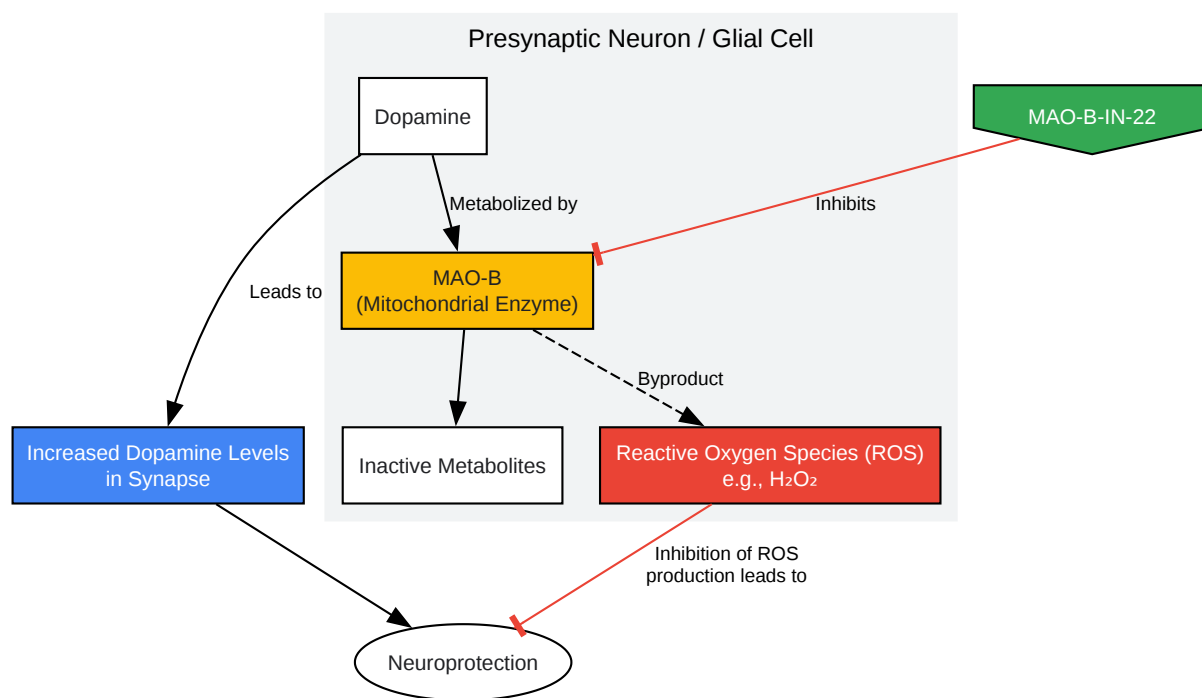 Presynaptic Neuron / Glial Cell
Dopamine
MAO-B-IN-22
Metabolized by
Inhibits
MAO-B
(Mitochondrial Enzyme)
Leads to
Byproduct
Increased Dopamine Levels
in Synapse
Inactive Metabolites
Reactive Oxygen Species (ROS)
e.g., H₂O₂
Inhibition of ROS
production leads to
Neuroprotection